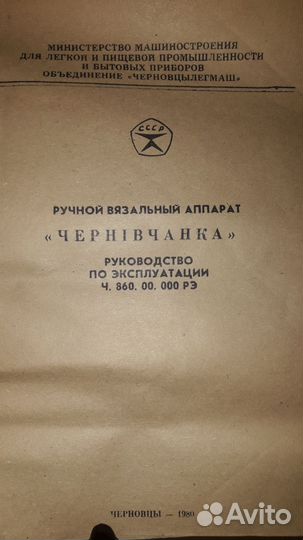 МИНИСТЕРСТВО МАШИНОСТРОЕНИЯ
ДЛЯ ЛЕГКОЙ И ПИЩЕВОЙ ПРОМЫШЛЕННОСТИ
И БЫТОВЫХ ПРИБОРОВ
ОБЪЕДИНЕНИЕ «ЧЕРНОВЦЫЛЕГМАШ»
СССР
РУЧНОЙ ВЯЗАЛЬНЫЙ АППАРАТ
«ЧЕРНІВЧАНКА»
РУКОВОДСТВО
ПО ЭКСПЛУАТАЦИИ
Ч. 860. 00. 000 РЭ
ЧЕРНОВЦЫ — 1980
Avito